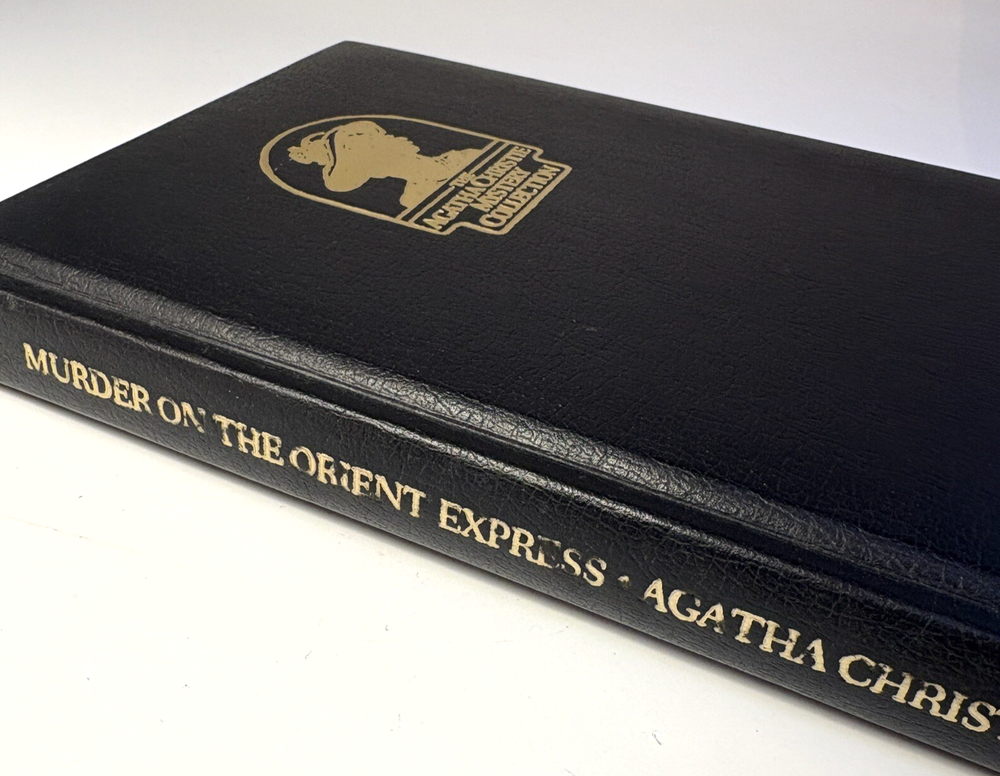 THE
AGATHA CHRISTIE
MYSTERY
COLLECTION
MURDER ON THE ORIENT EXPRESS • AGATHA CHRIST